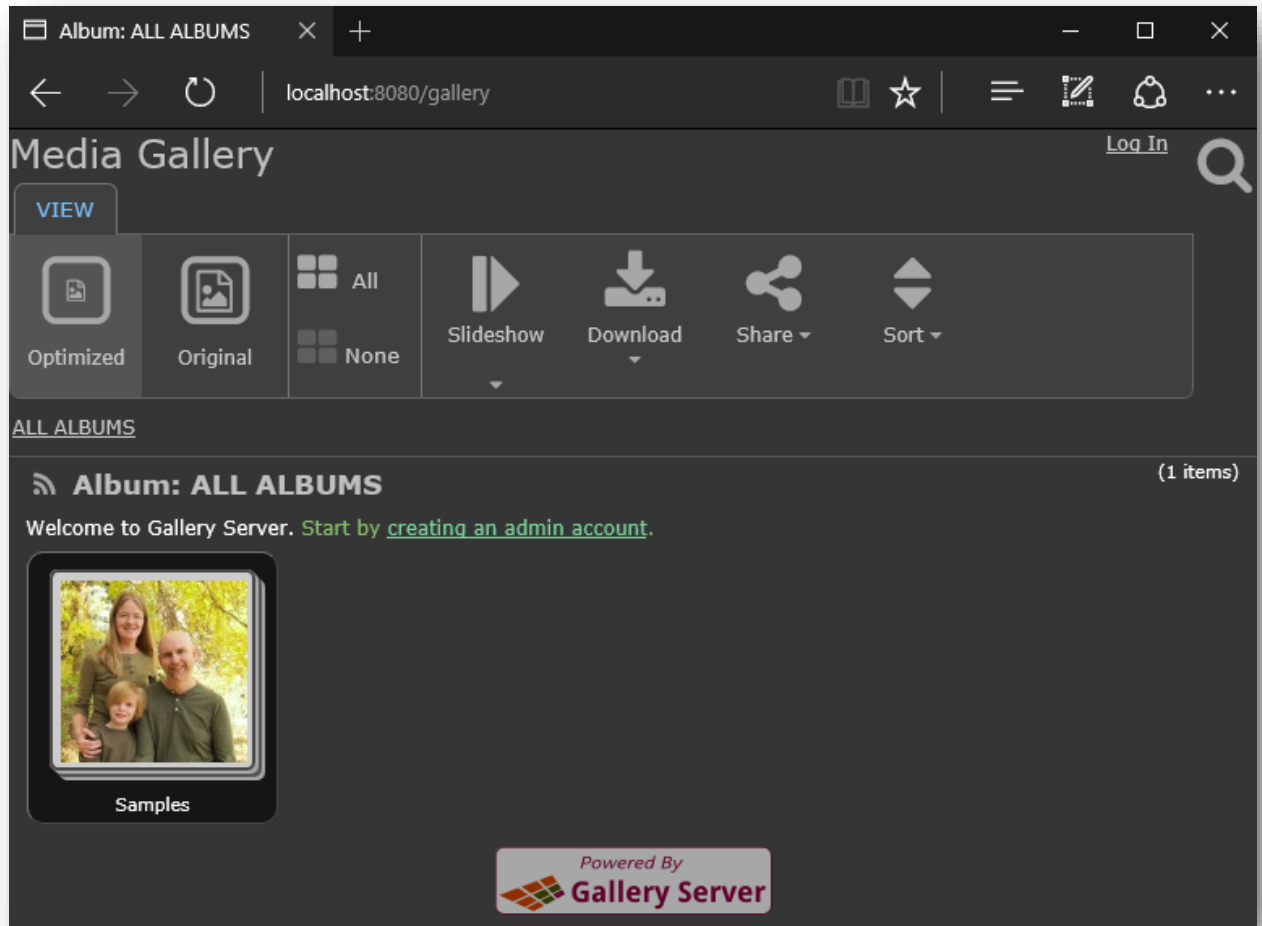 Album: ALL ALBUMS
localhost:8080/gallery
Media Gallery
Log In
VIEW
Optimized
Original
All
None
Slideshow
Download
Share
Sort
ALL ALBUMS
Album: ALL ALBUMS
(1 items)
Welcome to Gallery Server. Start by creating an admin account.
Samples
Powered By
Gallery Server